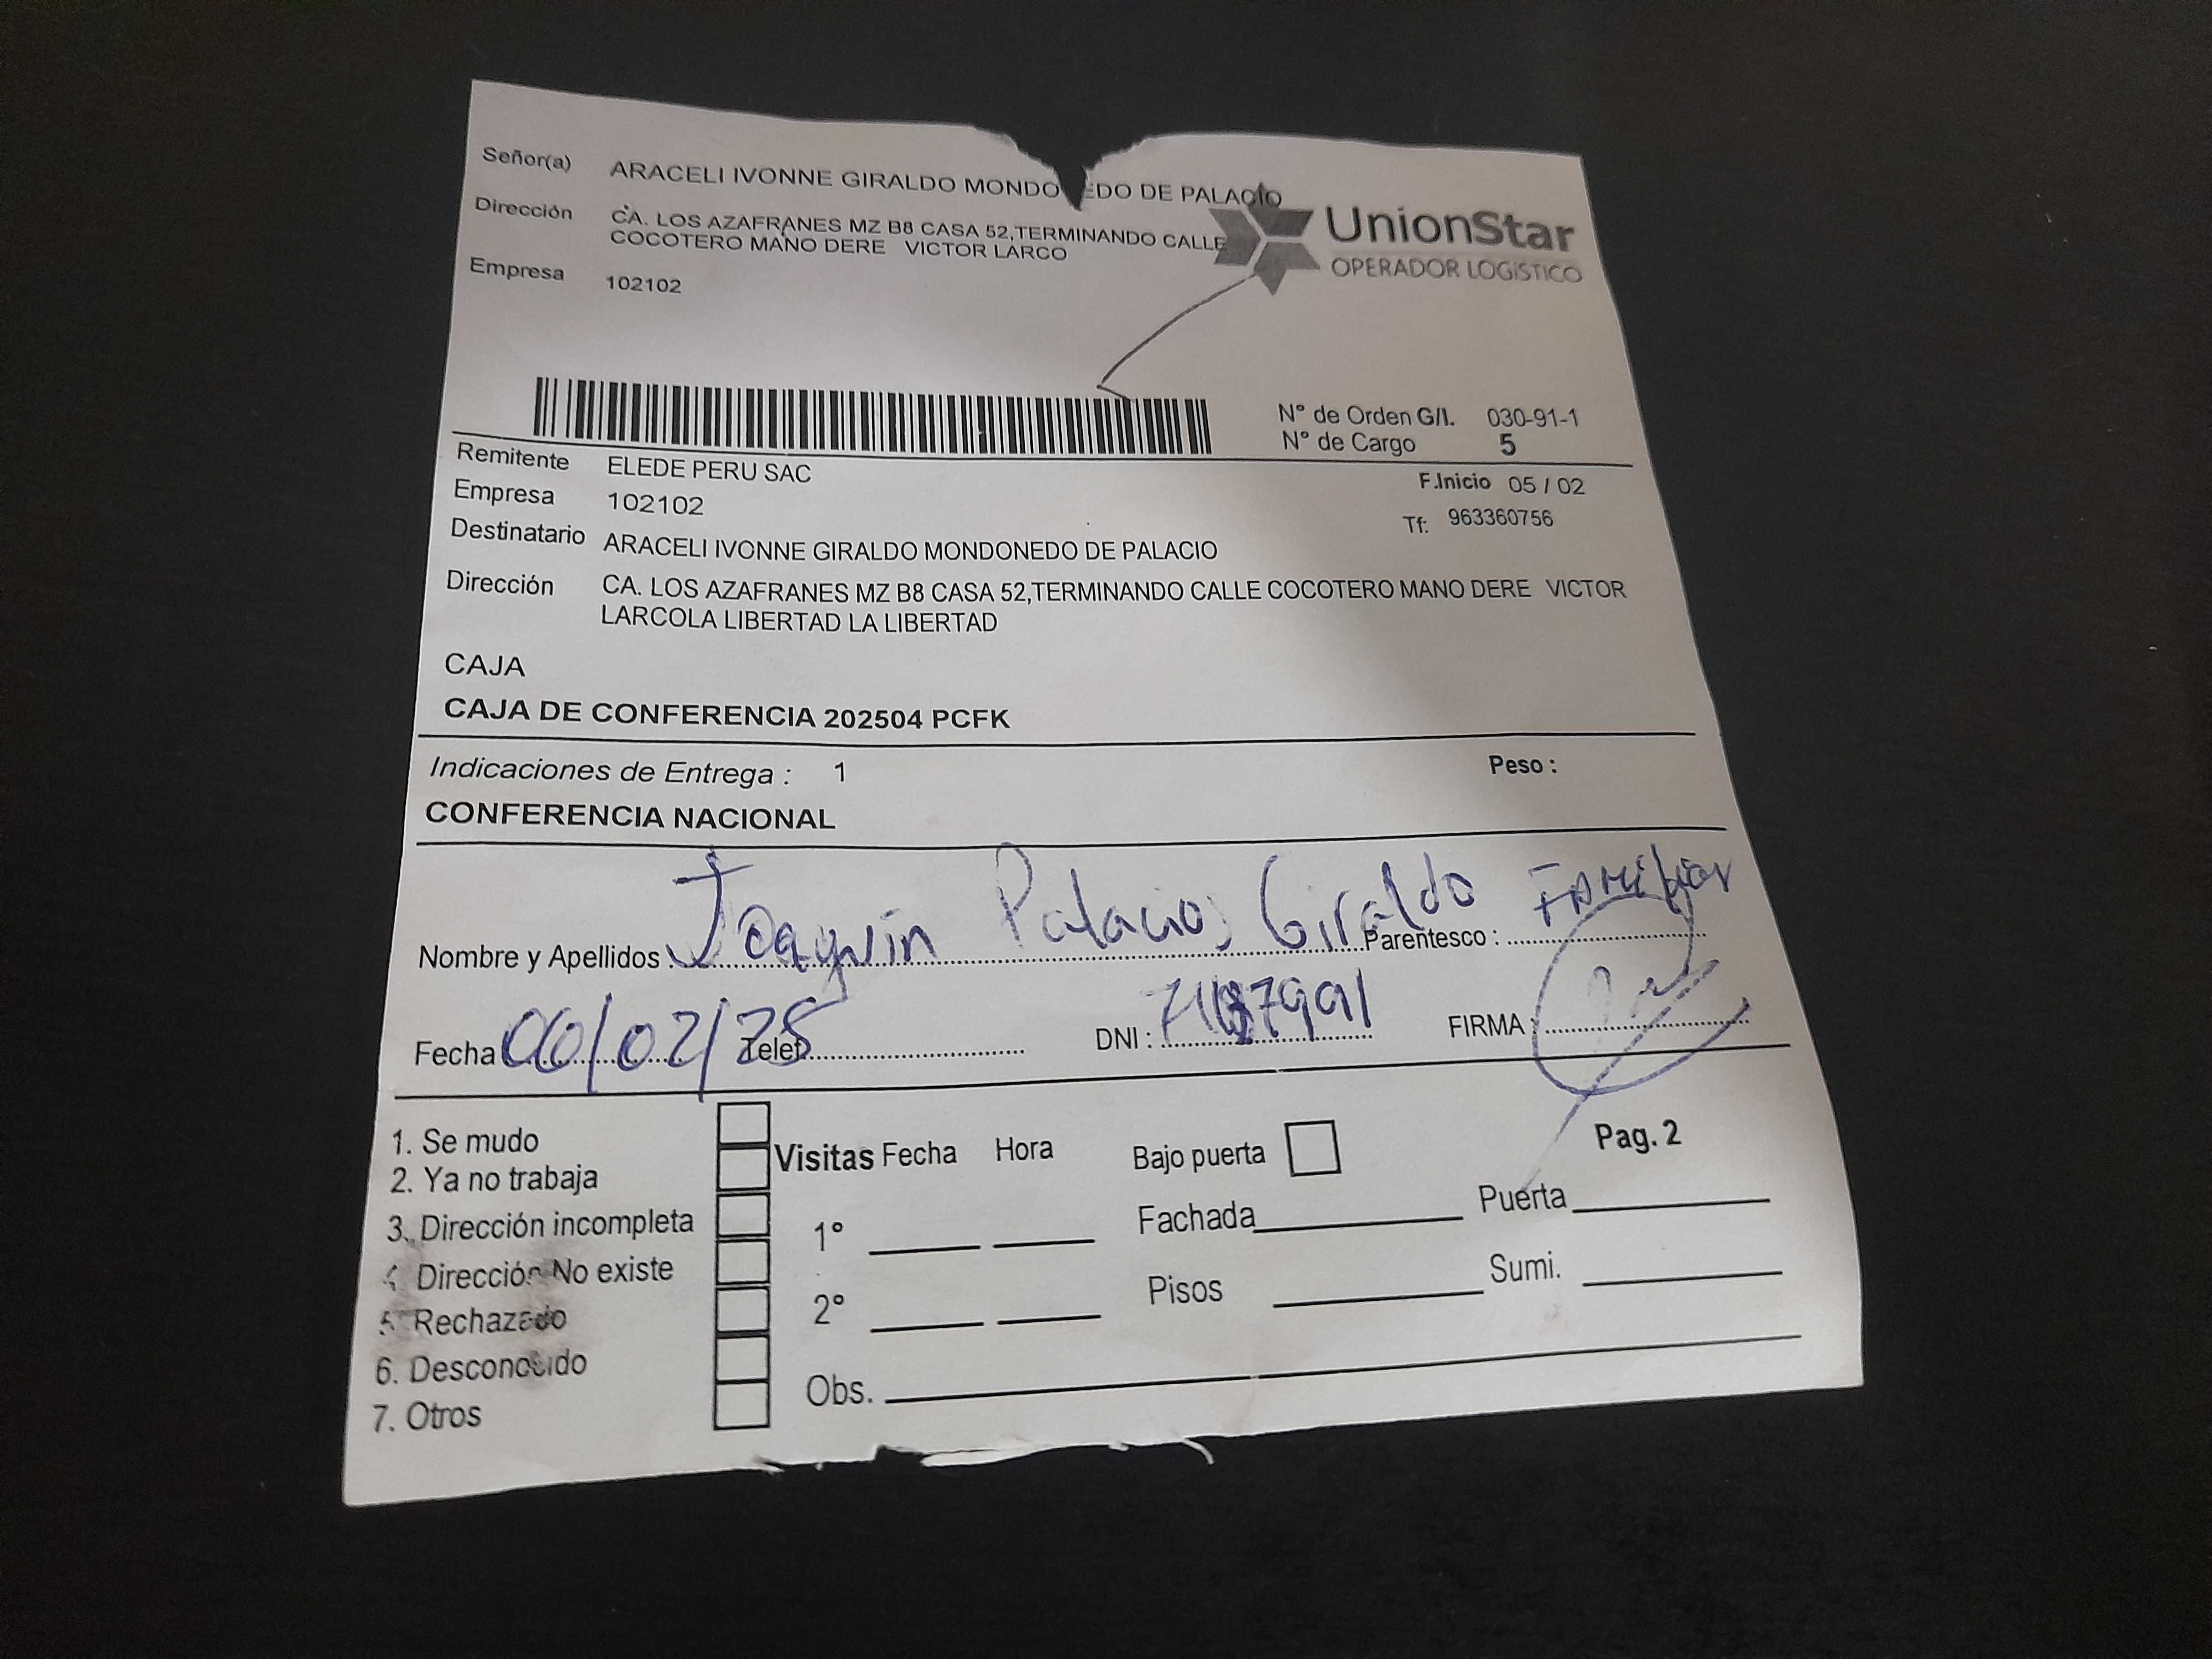 Señor(a) ARACELI IVONNE GIRALDO MONDO EDO DE PALACIO
Dirección CA. LOS AZAFRANES MZ B8 CASA 52,TERMINANDO CALLE
COCOTERO MANO DERE VICTOR LARCO
UnionStar
OPERADOR LOGÍSTICO
Empresa 102102
N° de Orden G/I. 030-91-1
N° de Cargo 5
Remitente ELEDE PERU SAC
F.Inicio 05 / 02
Empresa 102102
Tf: 963360756
Destinatario ARACELI IVONNE GIRALDO MONDONEDO DE PALACIO
Dirección CA. LOS AZAFRANES MZ B8 CASA 52,TERMINANDO CALLE COCOTERO MANO DERE VICTOR
LARCOLA LIBERTAD LA LIBERTAD
CAJA
CAJA DE CONFERENCIA 202504 PCFK
Indicaciones de Entrega : 1 Peso :
CONFERENCIA NACIONAL
Nombre y Apellidos : Joaquín Palacios Giraldo Parentesco : FAMiliar
Fecha Telef. DNI : FIRMA :
1. Se mudo
2. Ya no trabaja
3. Dirección incompleta
4 Dirección No existe
5 Rechazado
6. Desconocido
7. Otros
Visitas Fecha Hora
1°
2°
Obs.
Bajo puerta
Pag. 2
Fachada Puerta
Pisos Sumi.